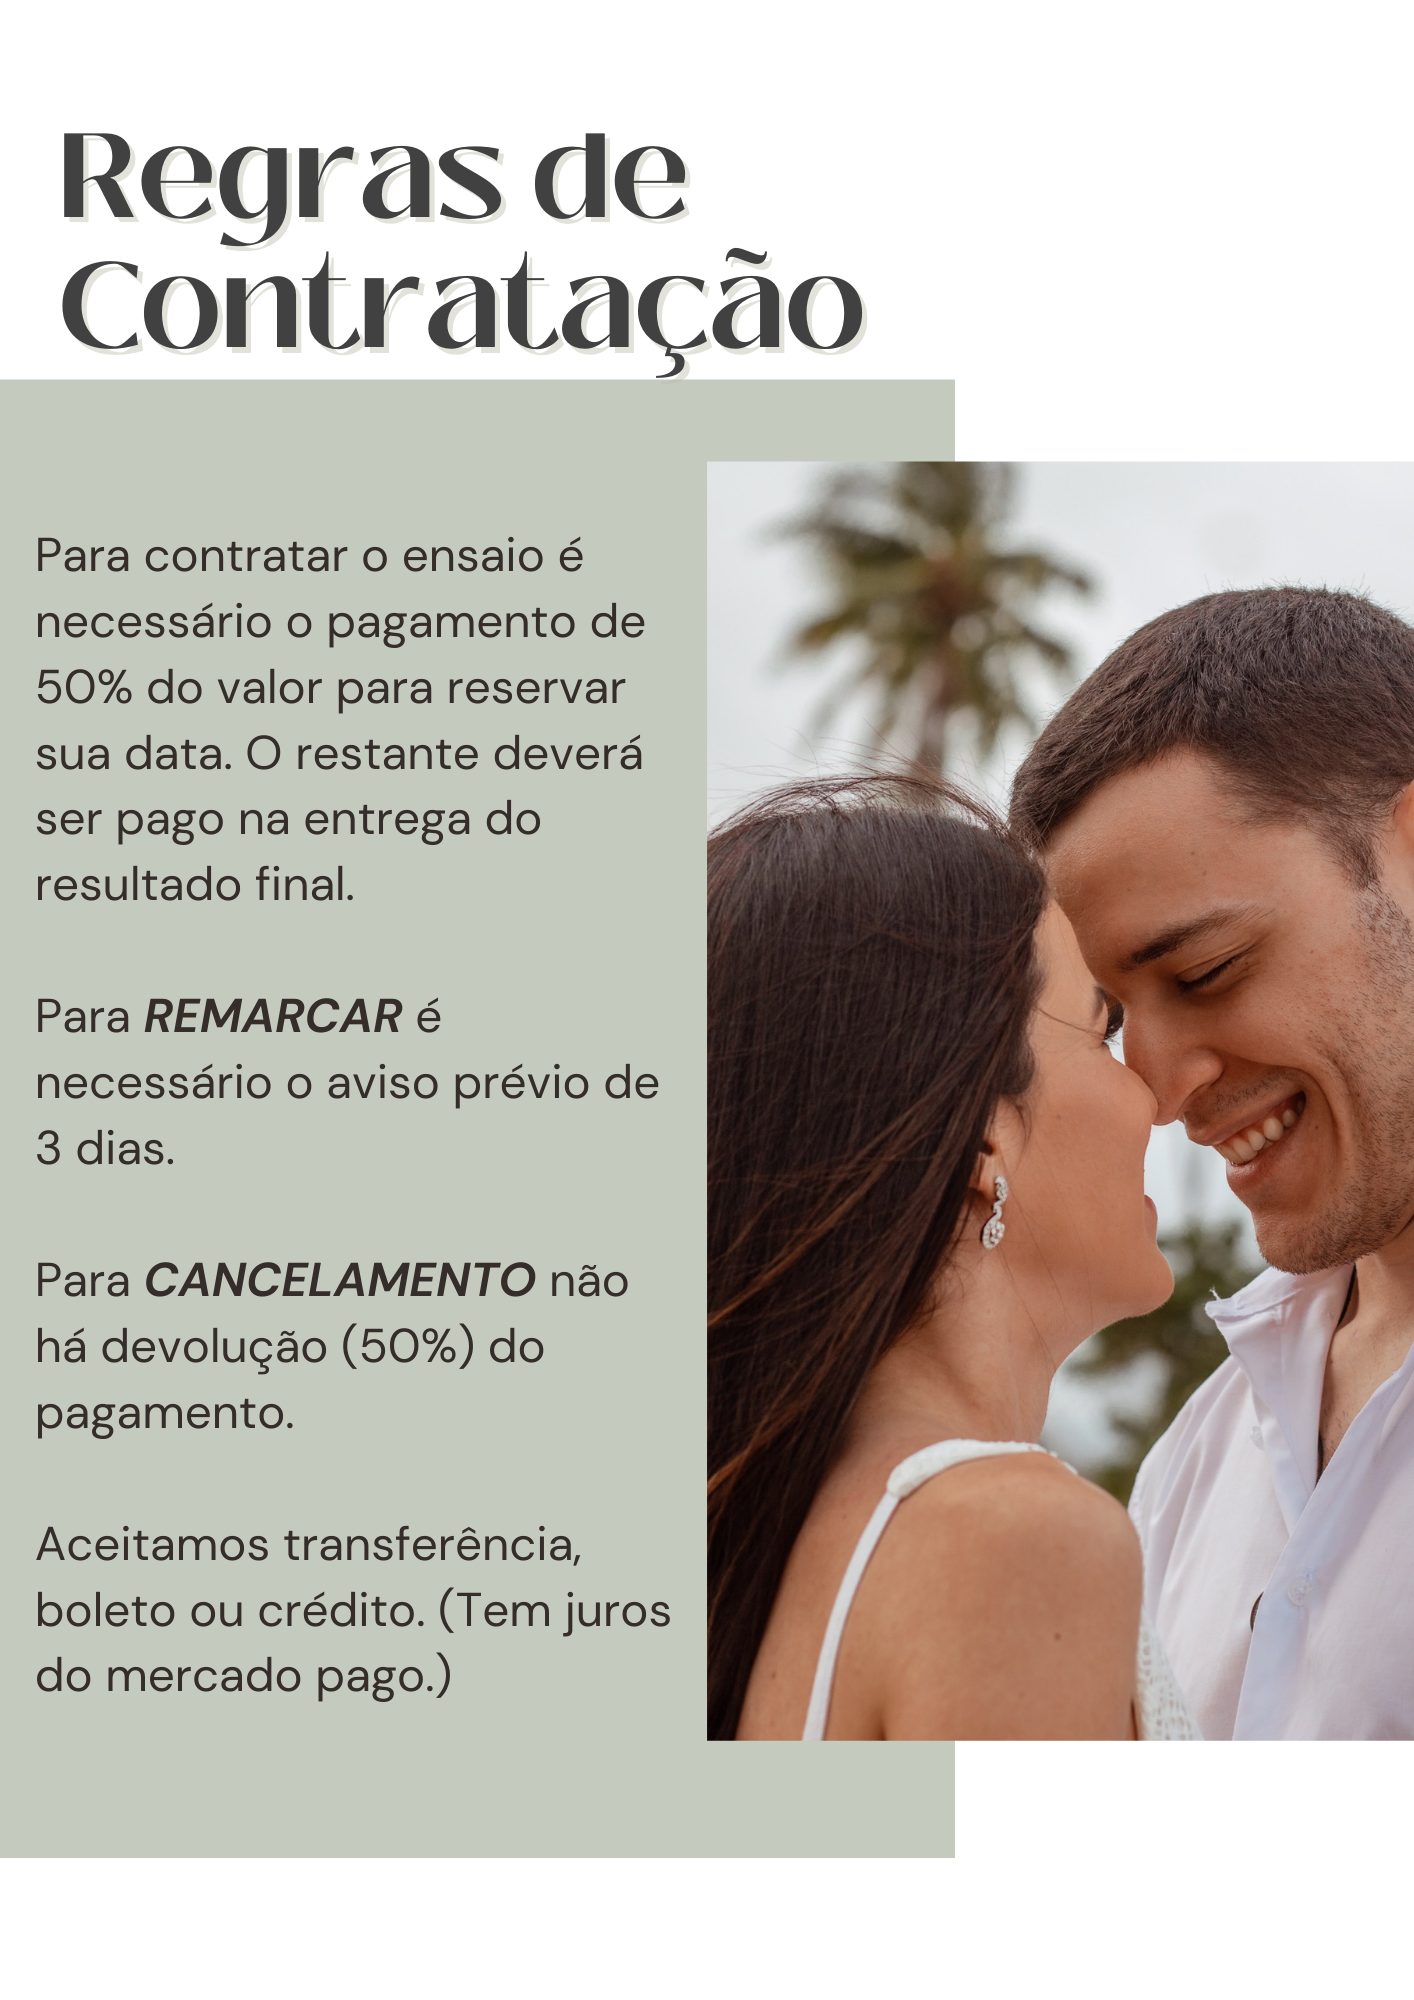 Regras de
Contratação
Para contratar o ensaio é
necessário o pagamento de
50% do valor para reservar
sua data. O restante deverá
ser pago na entrega do
resultado final.
Para REMARCAR é
necessário o aviso prévio de
3 dias.
Para CANCELAMENTO não
há devolução (50%) do
pagamento.
Aceitamos transferência,
boleto ou crédito. (Tem juros
do mercado pago.)